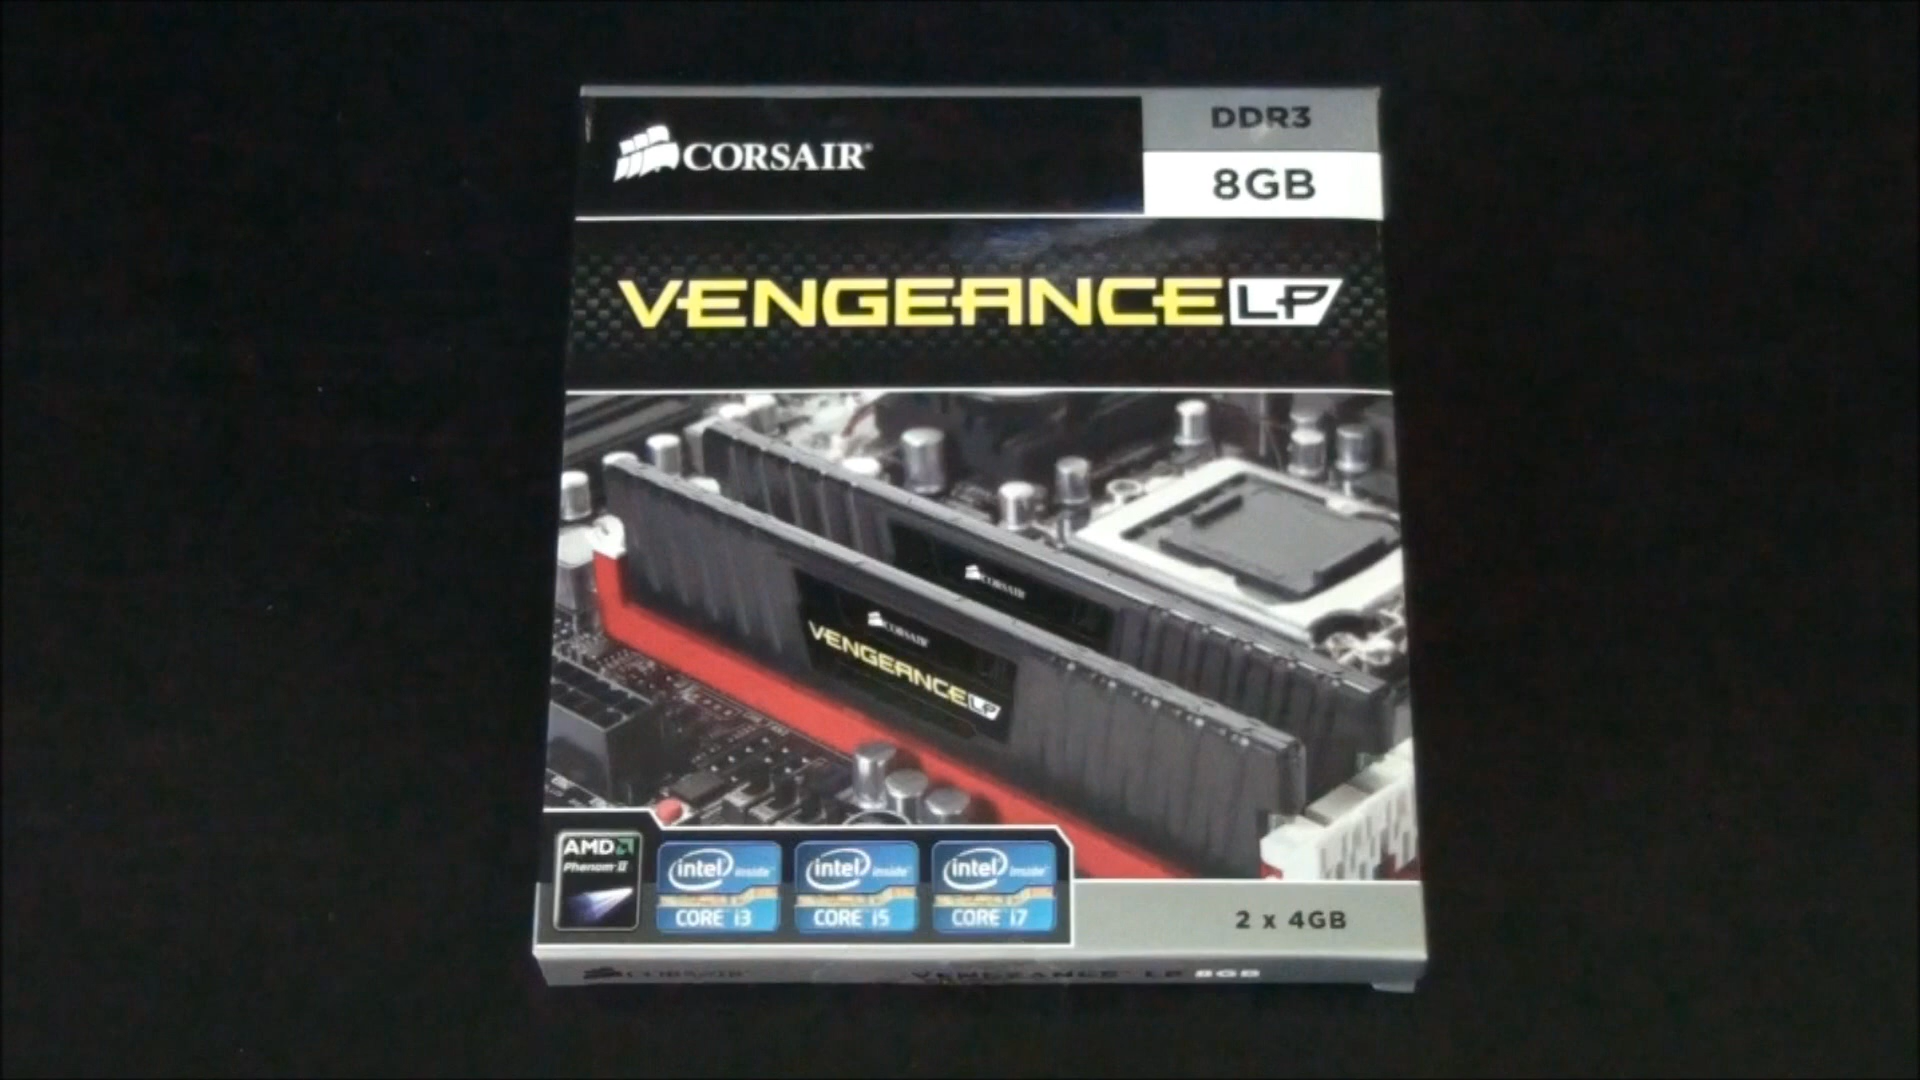 CORSAIR
DDR3
8GB
VENGEANCE LP
CORSAIR
CORSAIR
VENGEANCE LP
AMD
Phenom II
intel inside
CORE i3
intel inside
CORE i5
intel inside
CORE i7
2 x 4GB
CORSAIR
VENGEANCE LP 8GB